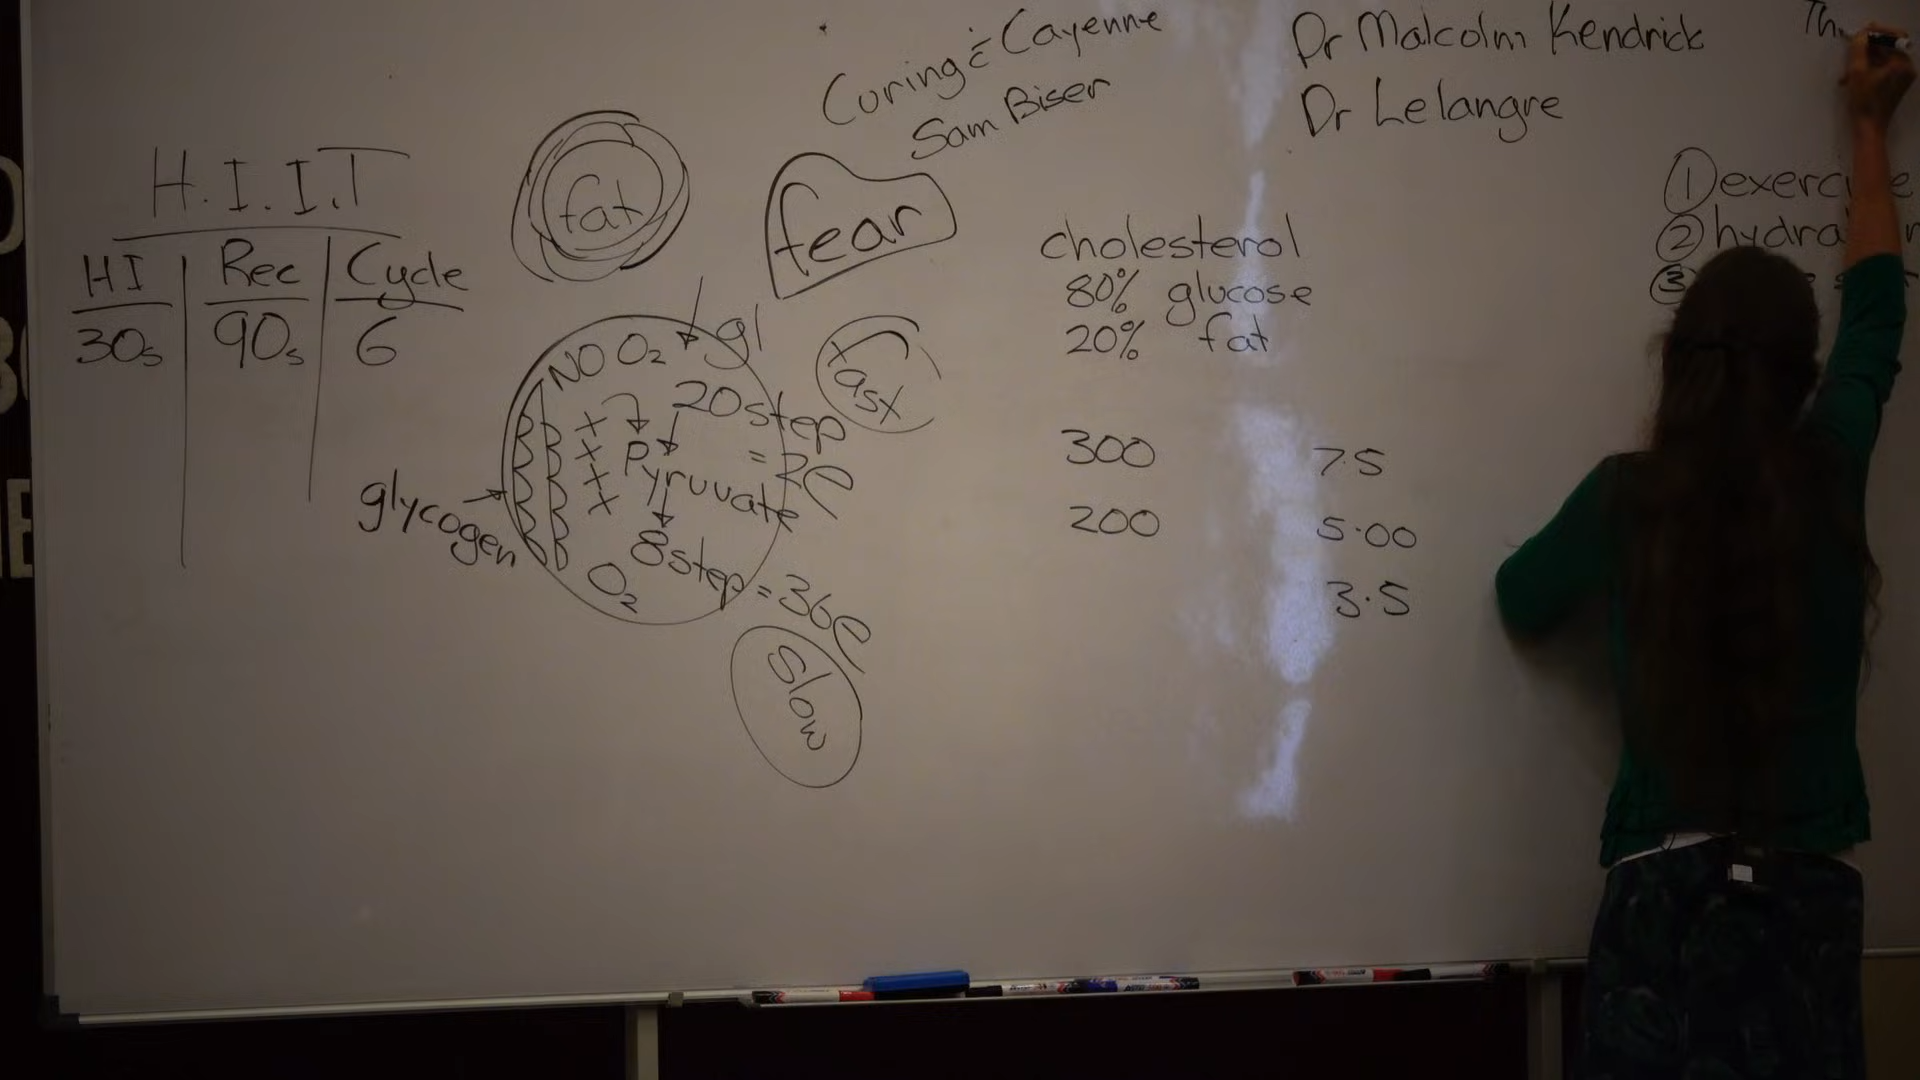 Curing c̄ Cayenne
Sam Biser
Dr Malcolm Kendrick
Dr Lelangre
H.I.I.T
HI Rec Cycle
30s 90s 6
fat
fear
cholesterol
80% glucose
20% fat
300 7.5
200 5.00
3.5
① exercise
② hydra
③
NO O₂ gl
20step
= 2e
Pyruvate
8step = 36e
O₂
glycogen
fast
slow